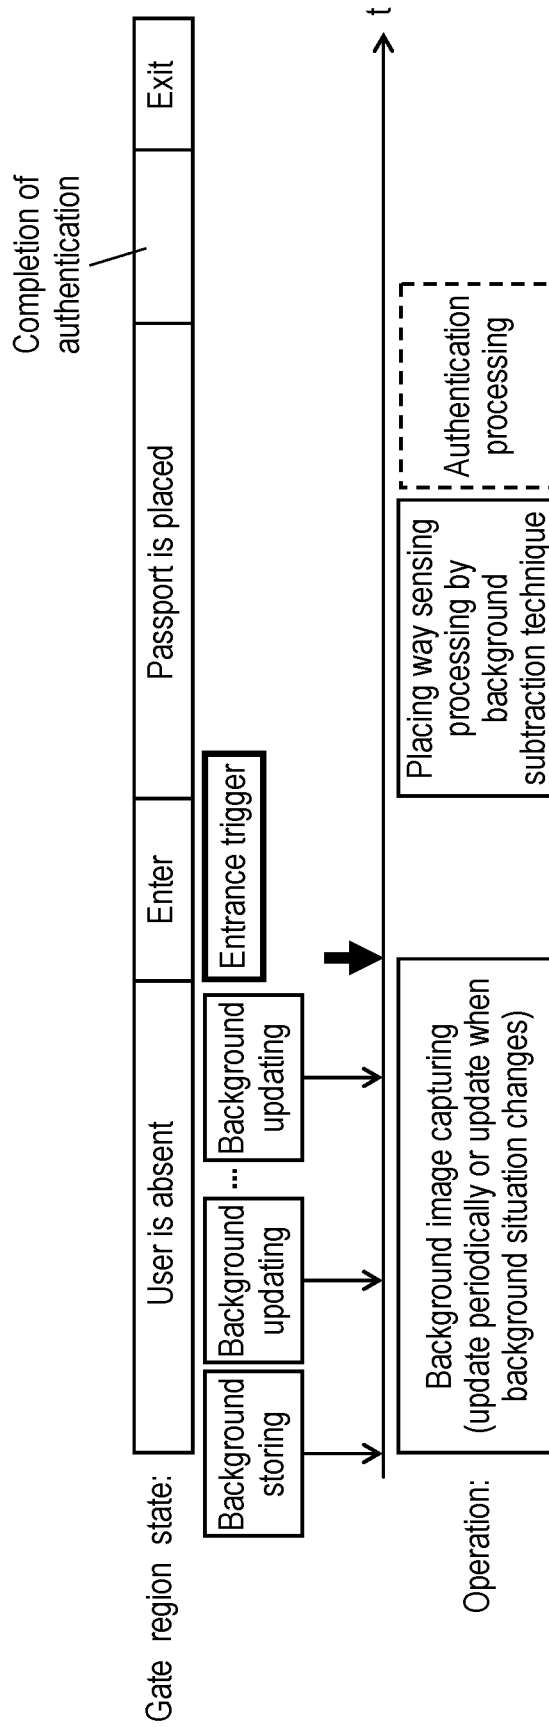 Completion of
authentication
Gate region state:
User is absent
Enter
Passport is placed
Exit
Background
storing
Background
updating
...
Background
updating
Entrance trigger
t
Operation:
Background image capturing
(update periodically or update when
background situation changes)
Placing way sensing
processing by
background
subtraction technique
Authentication
processing